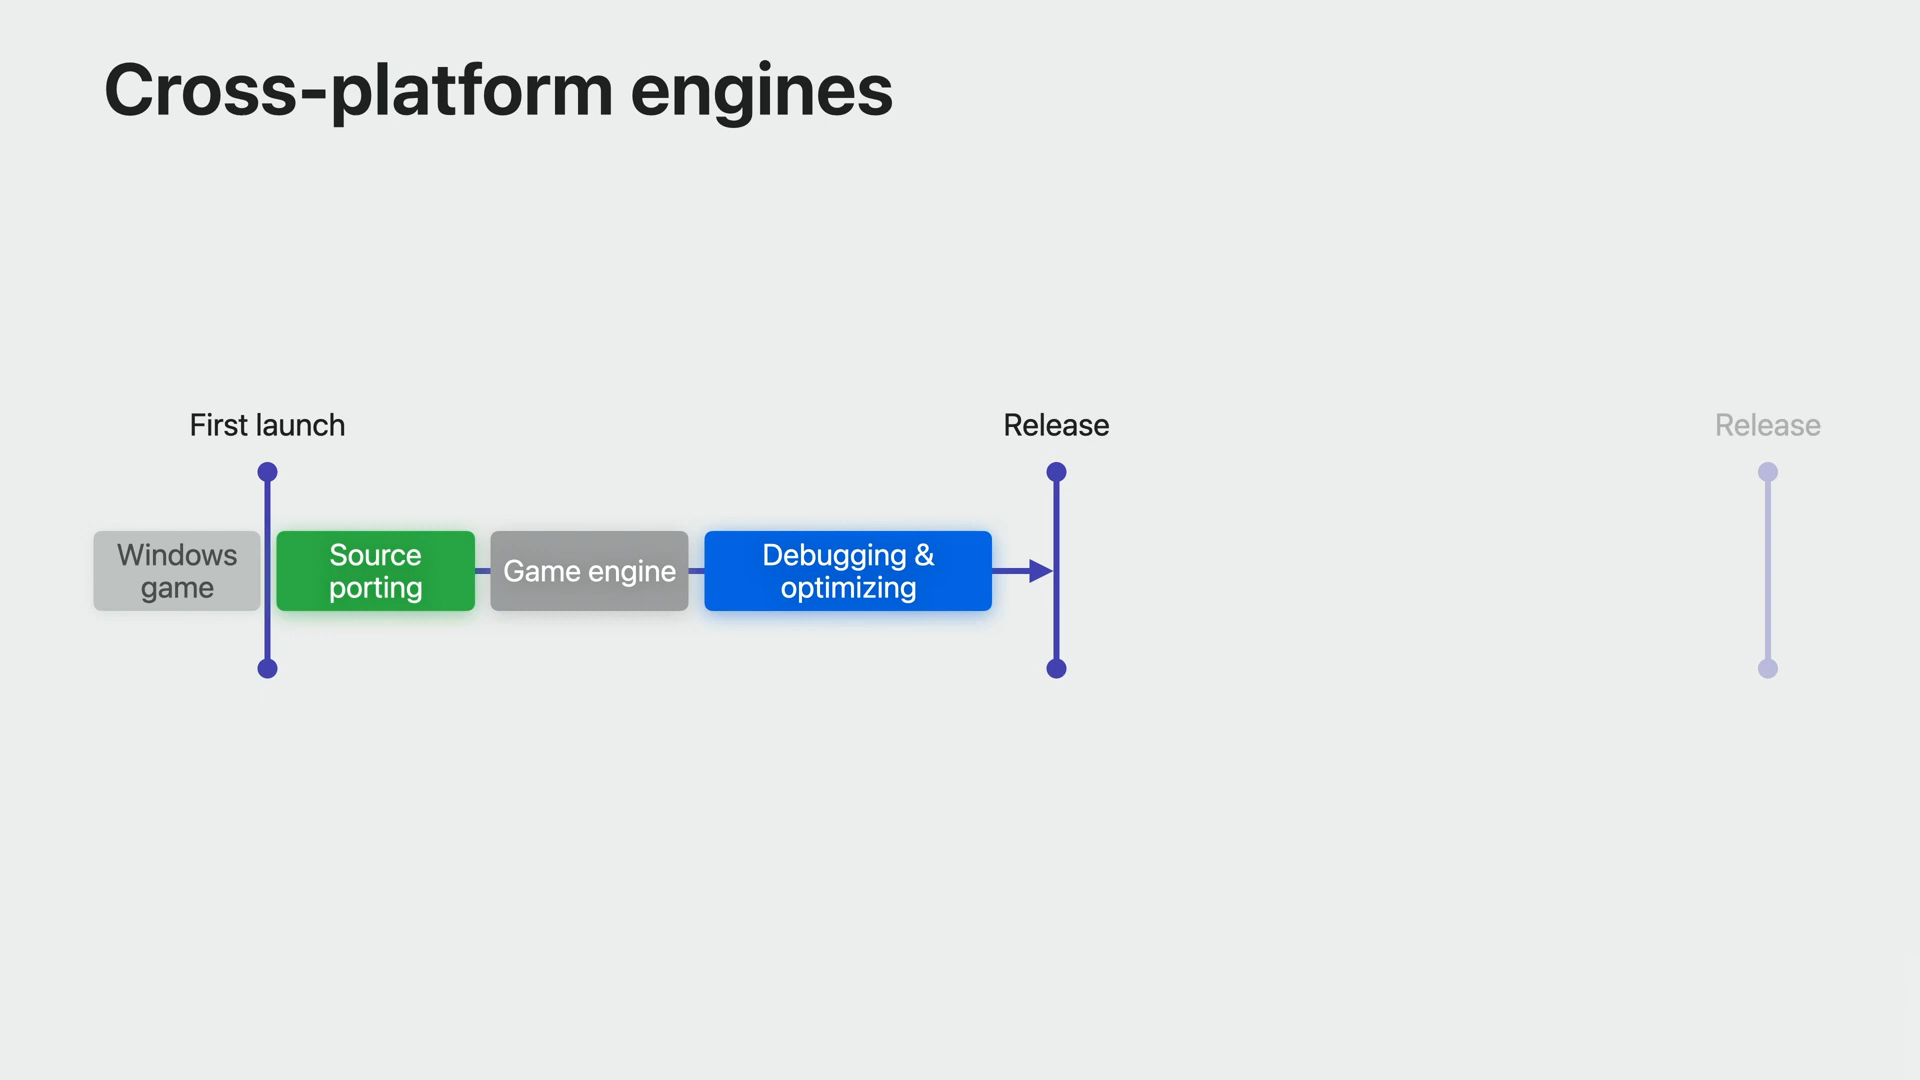 Cross-platform engines
First launch
Release
Release
Windows
game
Source
porting
Game engine
Debugging &
optimizing